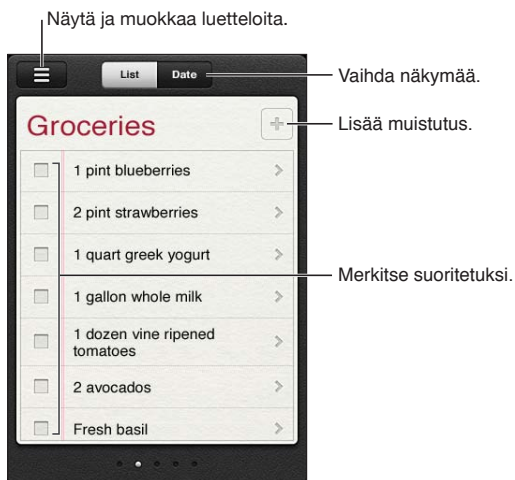 Näytä ja muokkaa luetteloita.
List Date
Vaihda näkymää.
Groceries
Lisää muistutus.
1 pint blueberries
2 pint strawberries
1 quart greek yogurt
Merkitse suoritetuksi.
1 gallon whole milk
1 dozen vine ripened
tomatoes
2 avocados
Fresh basil